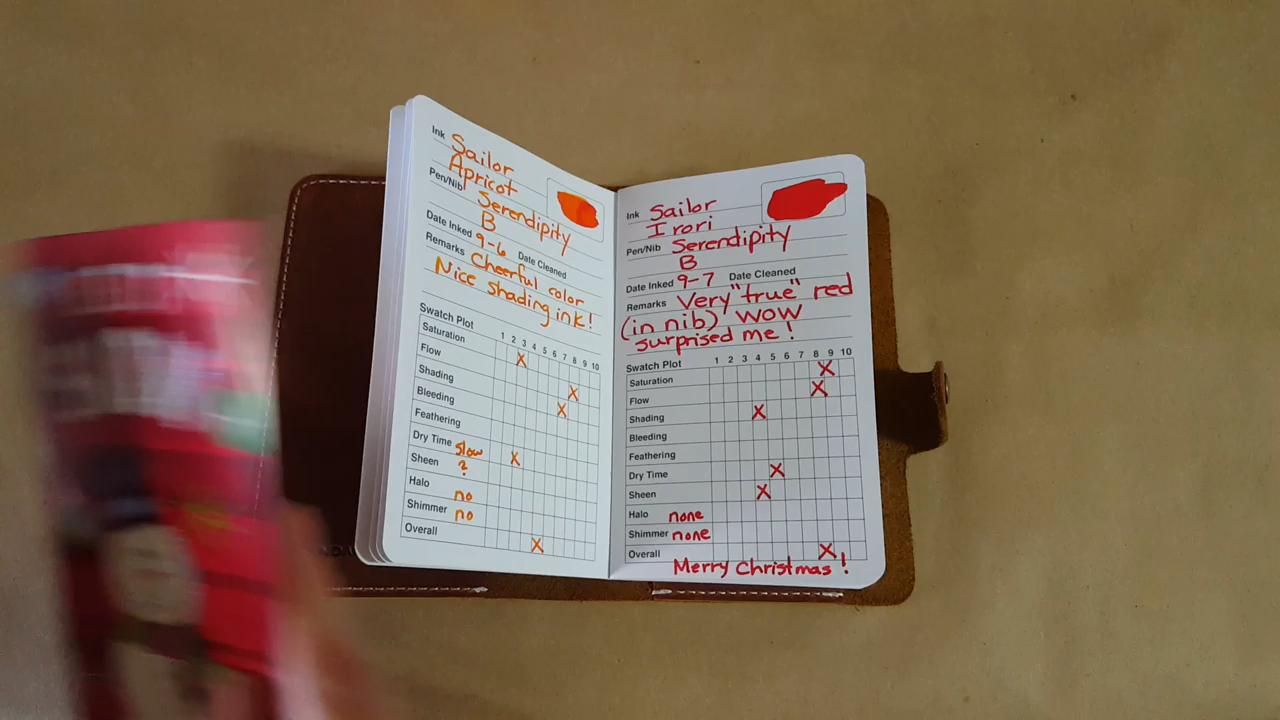 Ink Sailor
Apricot
Pen/Nib Serendipity
B
Date Inked 9-6 Date Cleaned
Remarks Cheerful color
Nice shading ink!
Swatch Plot 1 2 3 4 5 6 7 8 9 10
Saturation X
Flow X
Shading X
Bleeding
Feathering
Dry Time slow X
Sheen ?
Halo no
Shimmer no
Overall X
Ink Sailor
Irori
Pen/Nib Serendipity
B
Date Inked 9-7 Date Cleaned
Remarks Very "true" red
(in nib) WOW
surprised me!
Swatch Plot 1 2 3 4 5 6 7 8 9 10
Saturation X
Flow X
Shading X
Bleeding
Feathering
Dry Time X
Sheen X
Halo none
Shimmer none
Overall X
Merry Christmas!